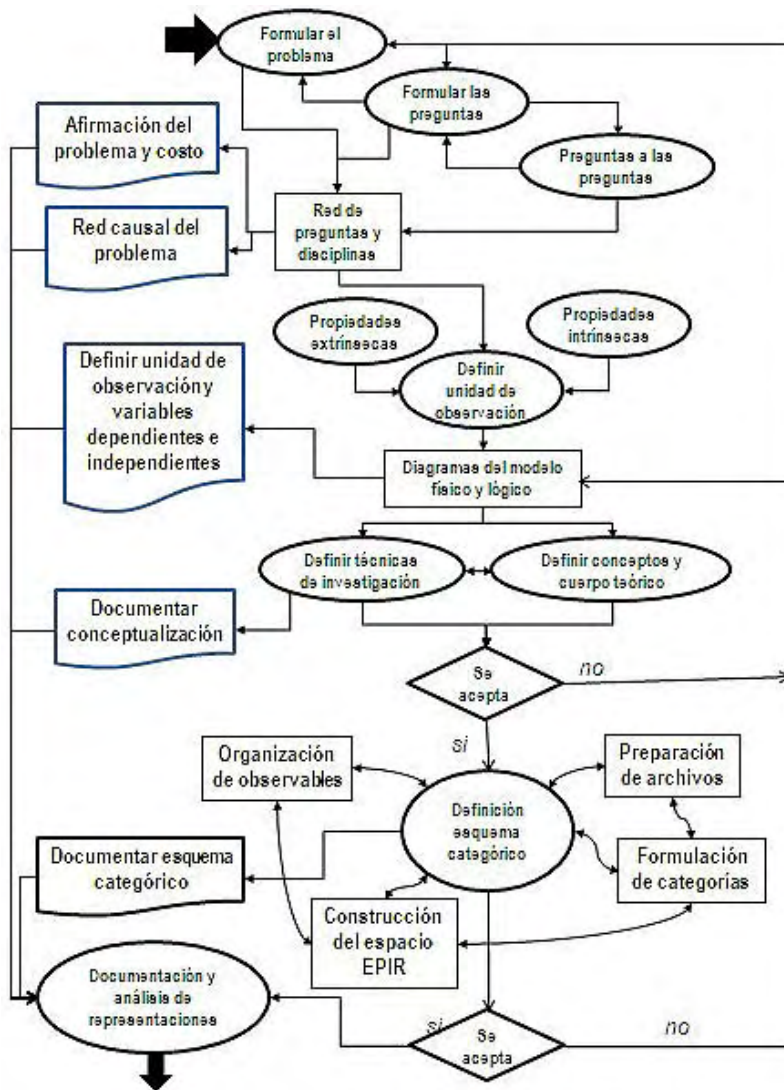 Formular el
problema
Formular las
preguntas
Afirmación del
problema y costo
Preguntas a las
preguntas
Red de
preguntas y
disciplinas
Red causal del
problema
Propiedades
extrínsecas
Propiedades
intrínsecas
Definir
unidad de
observación
Definir unidad de
observación y
variables
dependientes e
independientes
Diagramas del modelo
físico y lógico
Definir técnicas
de investigación
Definir conceptos y
cuerpo teórico
Documentar
conceptualización
Se
acepta
no
si
Organización
de observables
Preparación
de archivos
Definición
esquema
categórico
Documentar esquema
categórico
Formulación
de categorías
Construcción
del espacio
EPIR
Documentación y
análisis de
representaciones
si
Se
acepta
no